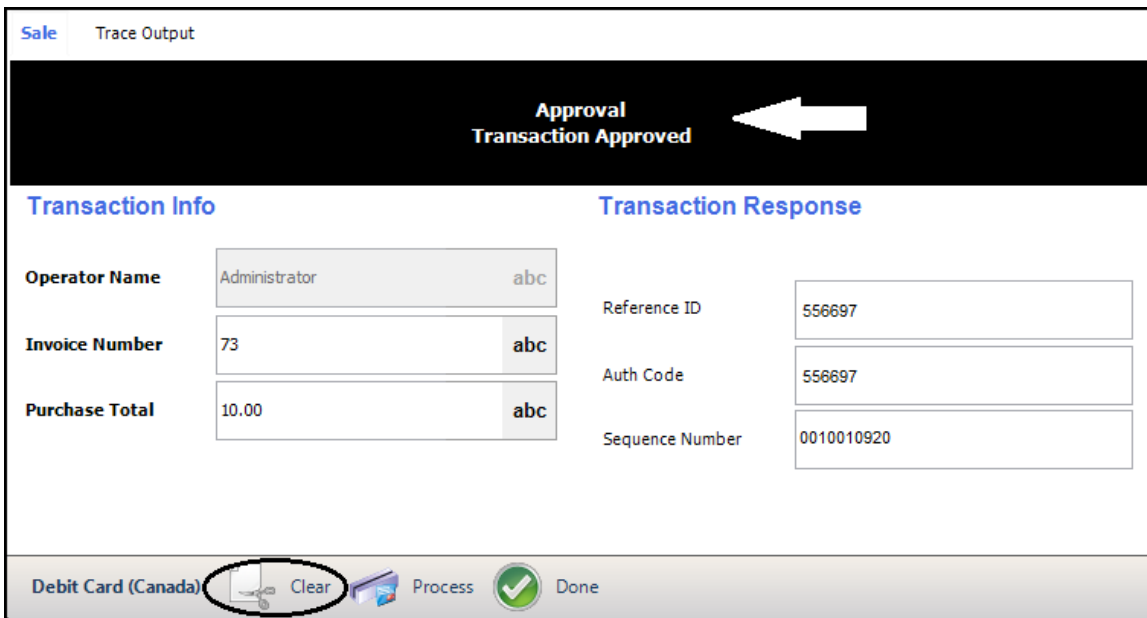 Sale Trace Output
Approval
Transaction Approved
Transaction Info
Operator Name Administrator abc
Invoice Number 73 abc
Purchase Total 10.00 abc
Transaction Response
Reference ID 556697
Auth Code 556697
Sequence Number 0010010920
Debit Card (Canada) Clear Process Done